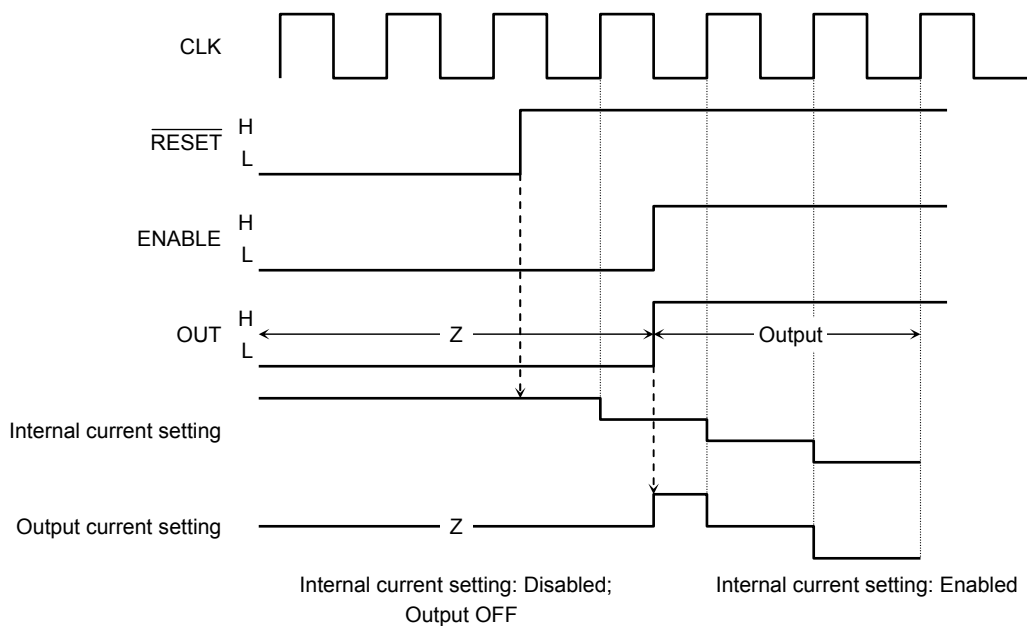 CLK
RESET
H
L
ENABLE
H
L
OUT
H
L
Z
Output
Internal current setting
Output current setting
Z
Internal current setting: Disabled;
Output OFF
Internal current setting: Enabled